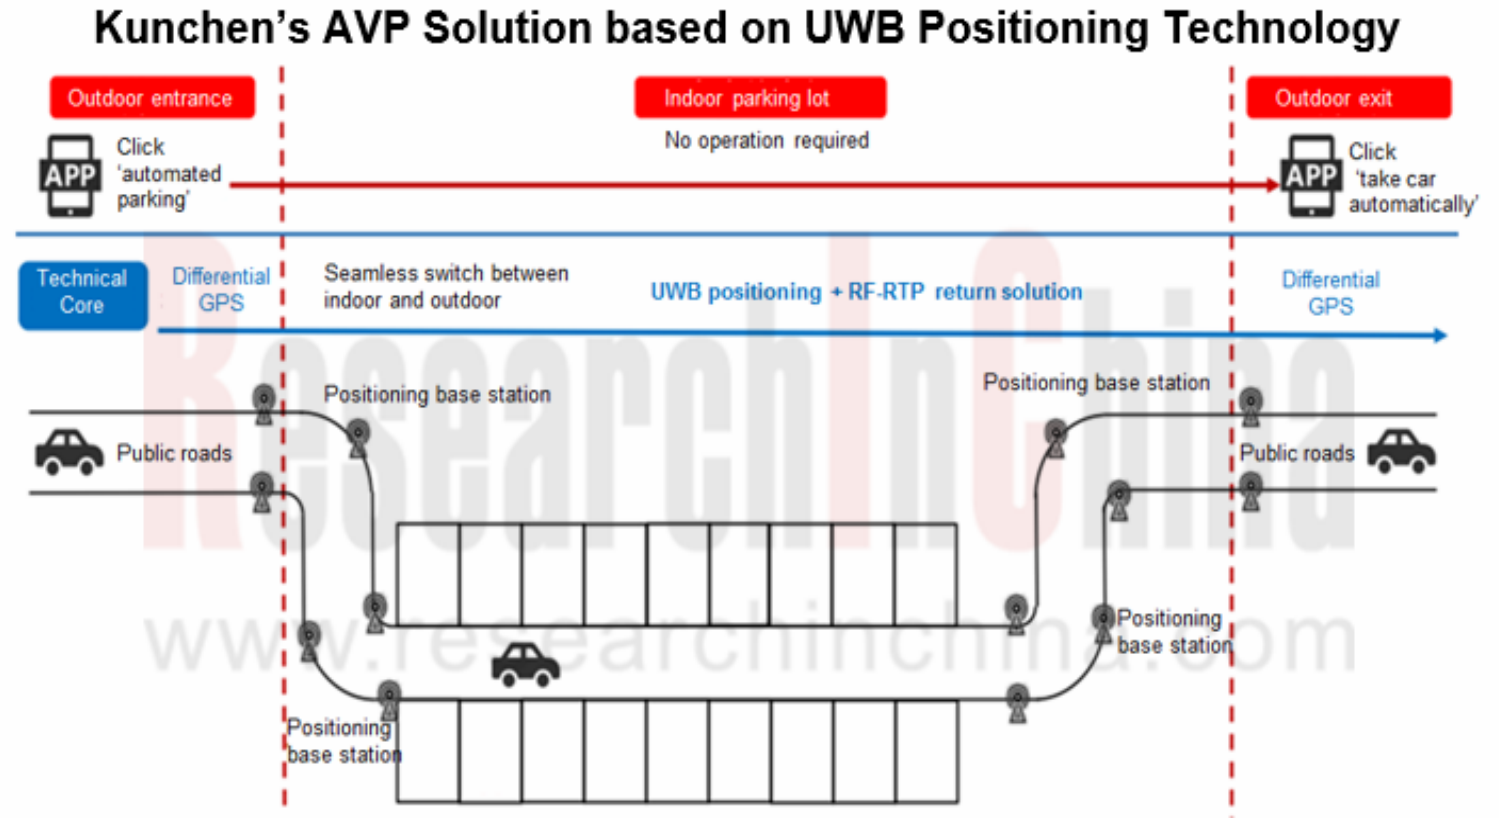 Kunchen's AVP Solution based on UWB Positioning Technology
Outdoor entrance
Indoor parking lot
Outdoor exit
No operation required
APP
Click
'automated
parking'
APP
Click
'take car
automatically'
Technical
Core
Differential
GPS
Seamless switch between
indoor and outdoor
UWB positioning + RF-RTP return solution
Differential
GPS
ResearchInChina
Positioning base station
Positioning base station
Public roads
Public roads
www.researchinchina.com
Positioning
base station
Positioning
base station